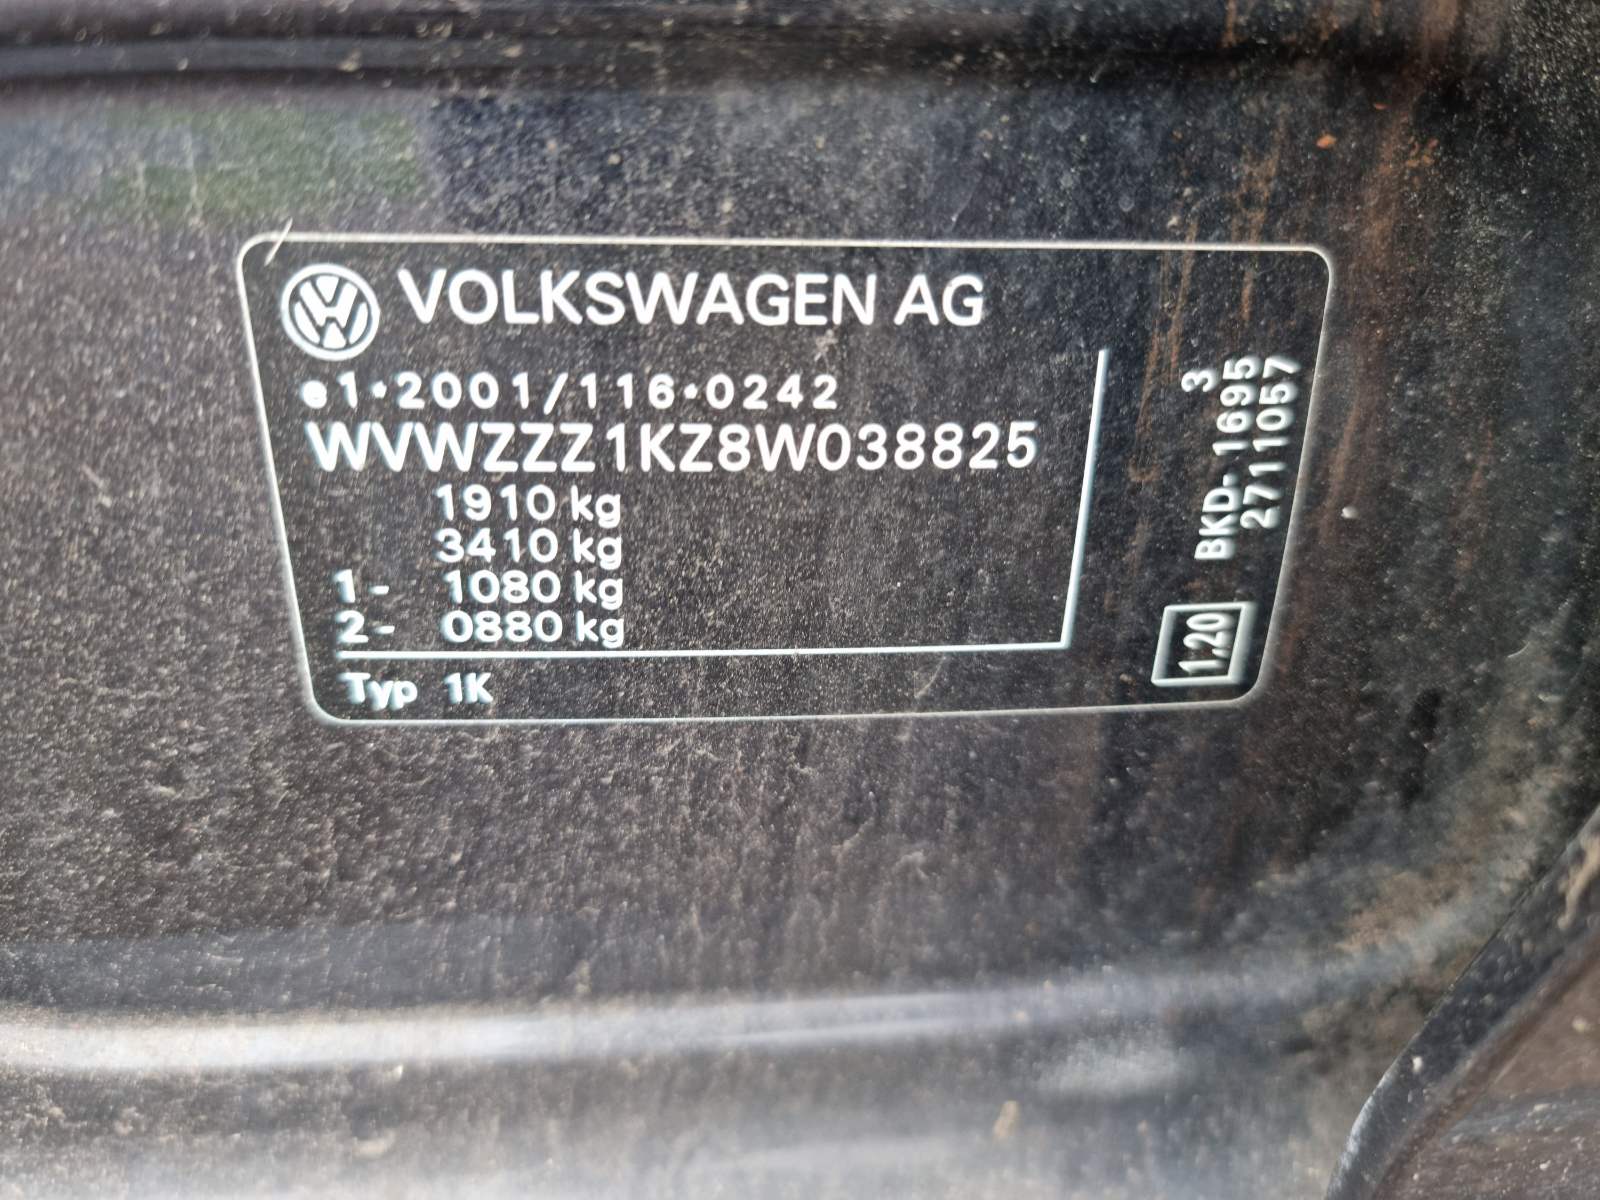 VOLKSWAGEN AG
e1*2001/116*0242
WVWZZZ1KZ8W038825
1910 kg
3410 kg
1- 1080 kg
2- 0880 kg
Typ 1K
3
BKD-1695
2711057
1.20